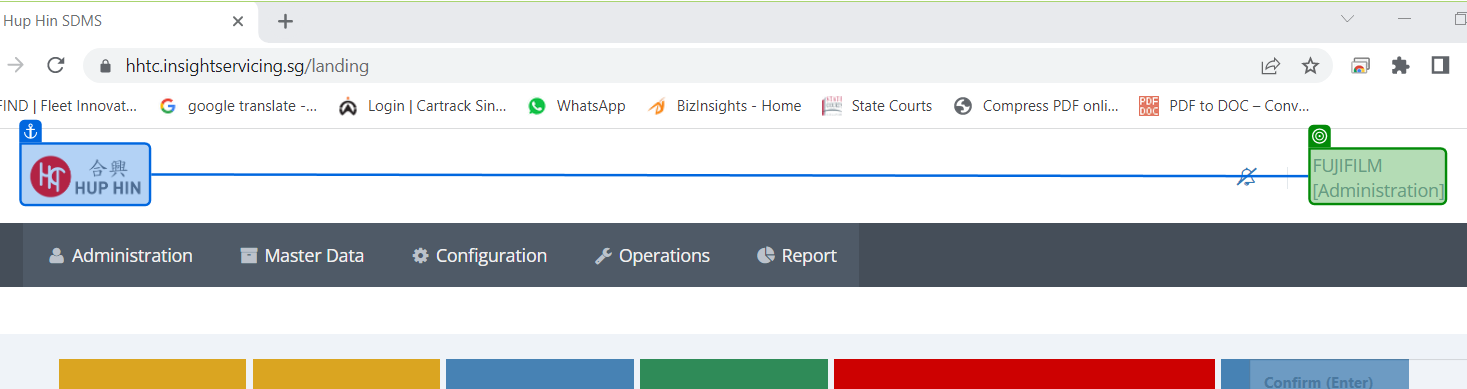 Hup Hin SDMS
hhtc.insightservicing.sg/landing
FIND | Fleet Innovat...
google translate -...
Login | Cartrack Sin...
WhatsApp
BizInsights - Home
State Courts
Compress PDF onli...
PDF to DOC – Conv...
合興
HUP HIN
FUJIFILM
[Administration]
Administration
Master Data
Configuration
Operations
Report
Confirm (Enter)